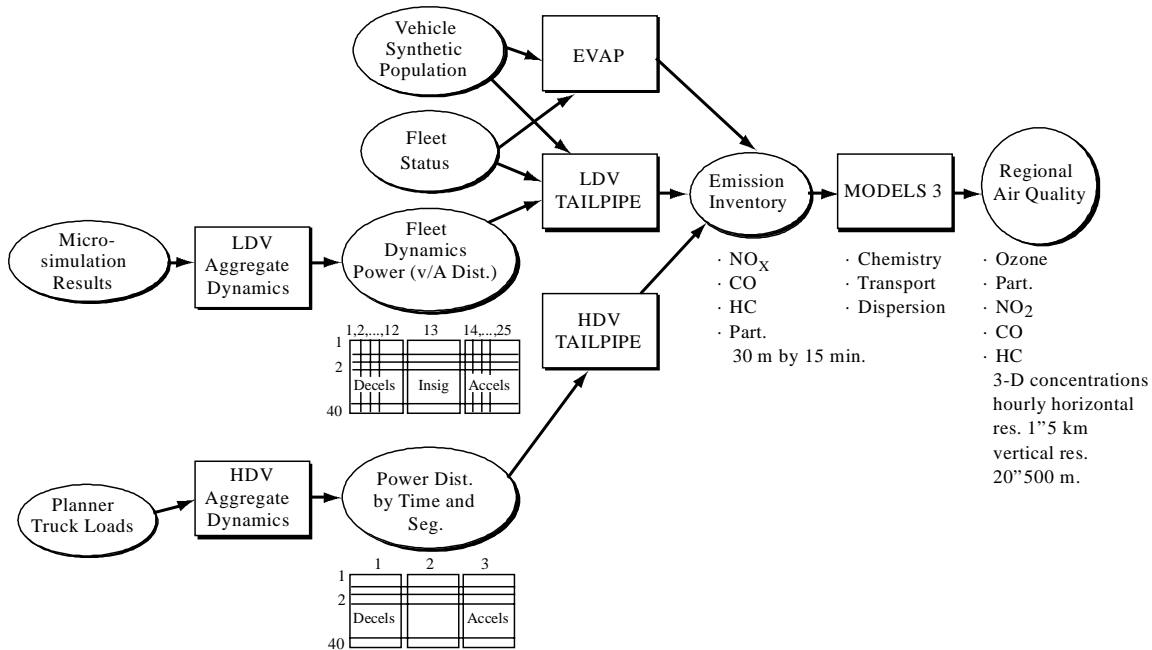 Vehicle
Synthetic
Population
EVAP
Fleet
Status
LDV
TAILPIPE
Emission
Inventory
MODELS 3
Regional
Air Quality
Micro-
simulation
Results
LDV
Aggregate
Dynamics
Fleet
Dynamics
Power (v/A Dist.)
HDV
TAILPIPE
· NOX
· CO
· HC
· Part.
30 m by 15 min.
· Chemistry
· Transport
· Dispersion
· Ozone
· Part.
· NO2
· CO
· HC
3-D concentrations
hourly horizontal
res. 1”5 km
vertical res.
20”500 m.
1,2,...,12 13 14,...,25
1
2
Decels Insig Accels
40
Planner
Truck Loads
HDV
Aggregate
Dynamics
Power Dist.
by Time and
Seg.
1 2 3
1
2
Decels Accels
40